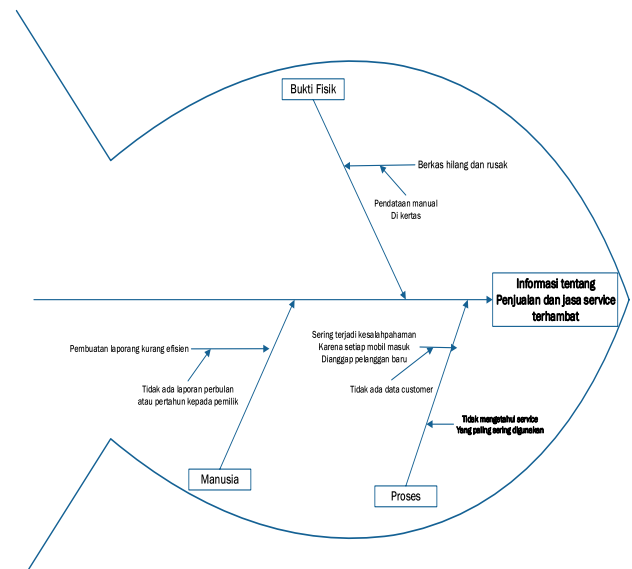 Bukti Fisik
Berkas hilang dan rusak
Pendataan manual
Di kertas
Informasi tentang
Penjualan dan jasa service
terhambat
Sering terjadi kesalahpahaman
Karena setiap mobil masuk
Dianggap pelanggan baru
Pembuatan laporang kurang efisien
Tidak ada laporan perbulan
atau pertahun kepada pemilik
Tidak ada data customer
Tidak mengetahui service
Yang paling sering digunakan
Manusia
Proses